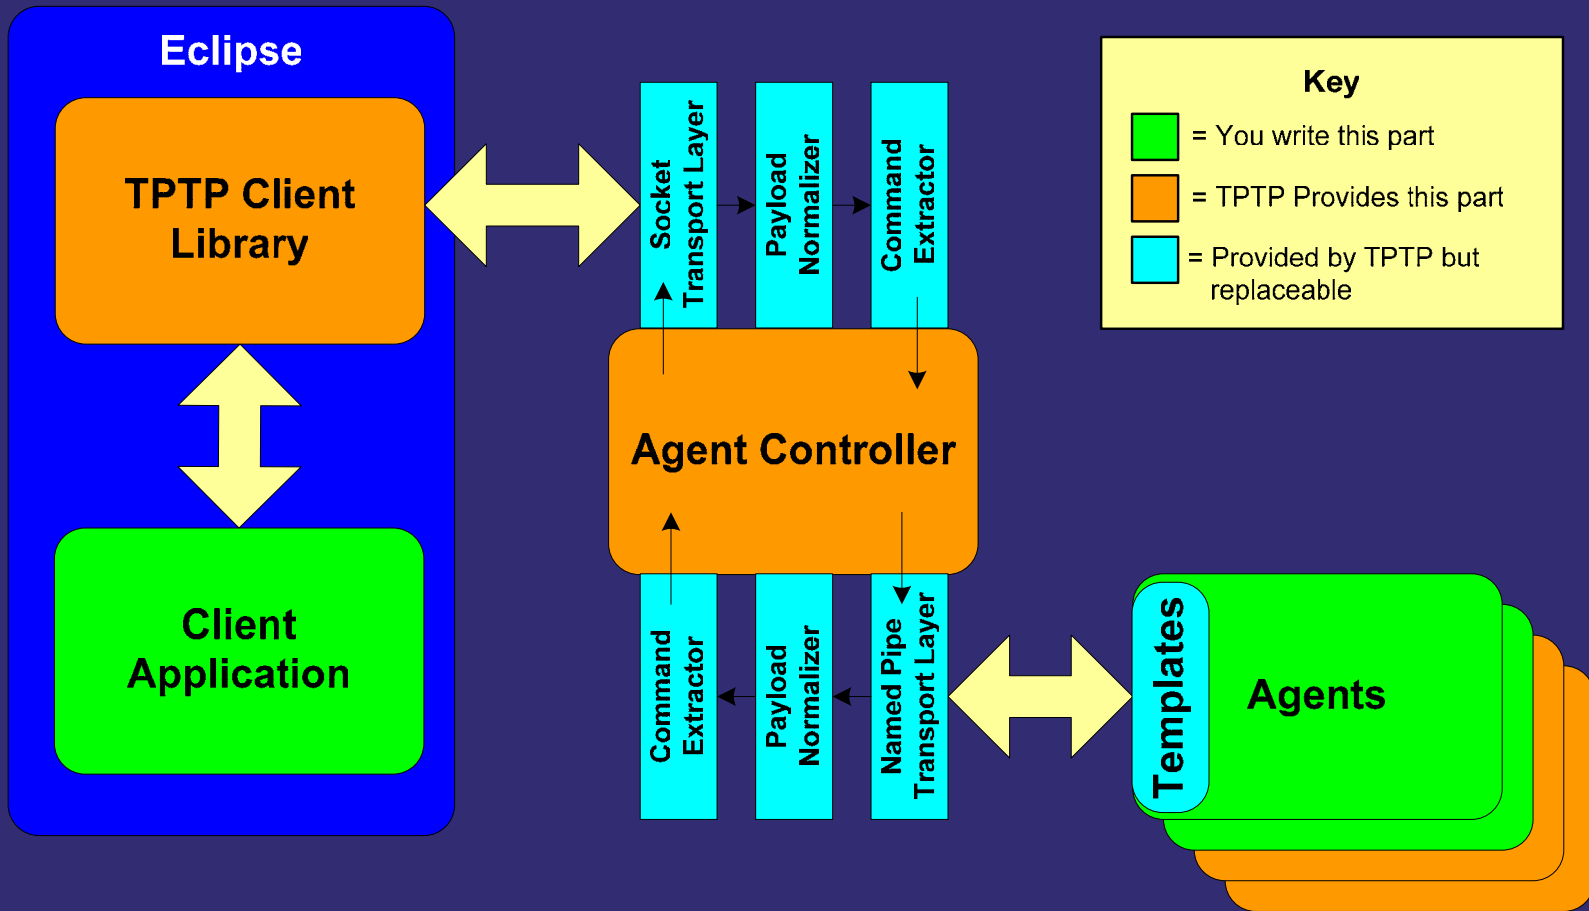 Eclipse
TPTP Client
Library
Client
Application
Socket
Transport Layer
Payload
Normalizer
Command
Extractor
Agent Controller
Command
Extractor
Payload
Normalizer
Named Pipe
Transport Layer
Key
= You write this part
= TPTP Provides this part
= Provided by TPTP but
replaceable
Templates
Agents